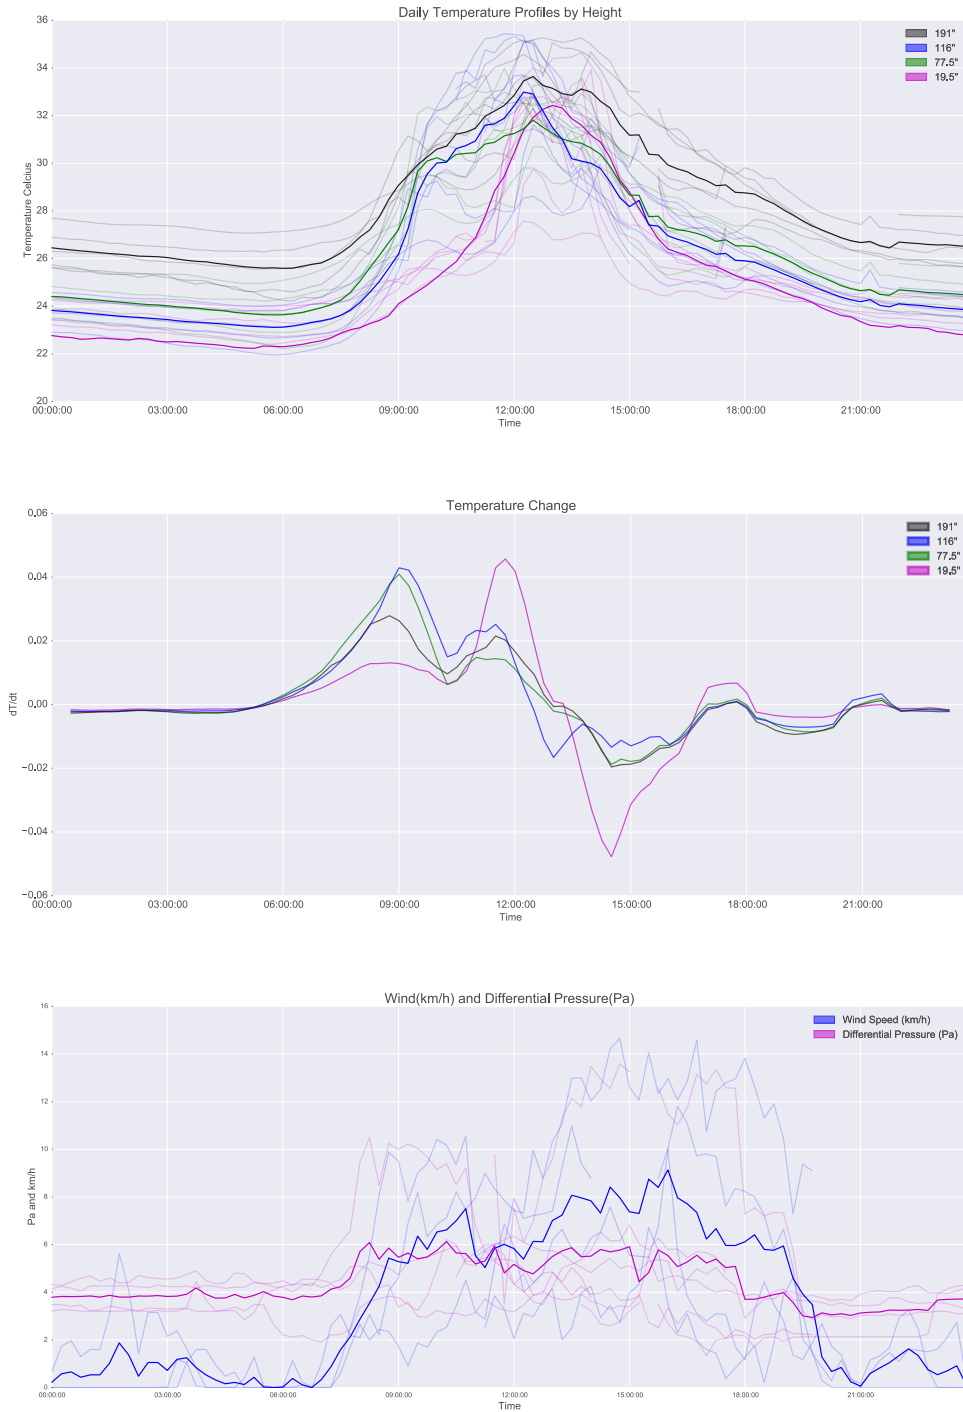 Daily Temperature Profiles by Height
36
34
32
30
28
26
24
22
20
Temperature Celcius
191"
116"
77.5"
19.5"
00:00:00 03:00:00 06:00:00 09:00:00 12:00:00 15:00:00 18:00:00 21:00:00
Time
Temperature Change
0.06
0.04
0.02
0.00
−0.02
−0.04
−0.06
dT/dt
191"
116"
77.5"
19.5"
00:00:00 03:00:00 06:00:00 09:00:00 12:00:00 15:00:00 18:00:00 21:00:00
Time
Wind(km/h) and Differential Pressure(Pa)
16
14
12
10
8
6
4
2
0
Pa and km/h
Wind Speed (km/h)
Differential Pressure (Pa)
00:00:00 03:00:00 06:00:00 09:00:00 12:00:00 15:00:00 18:00:00 21:00:00
Time